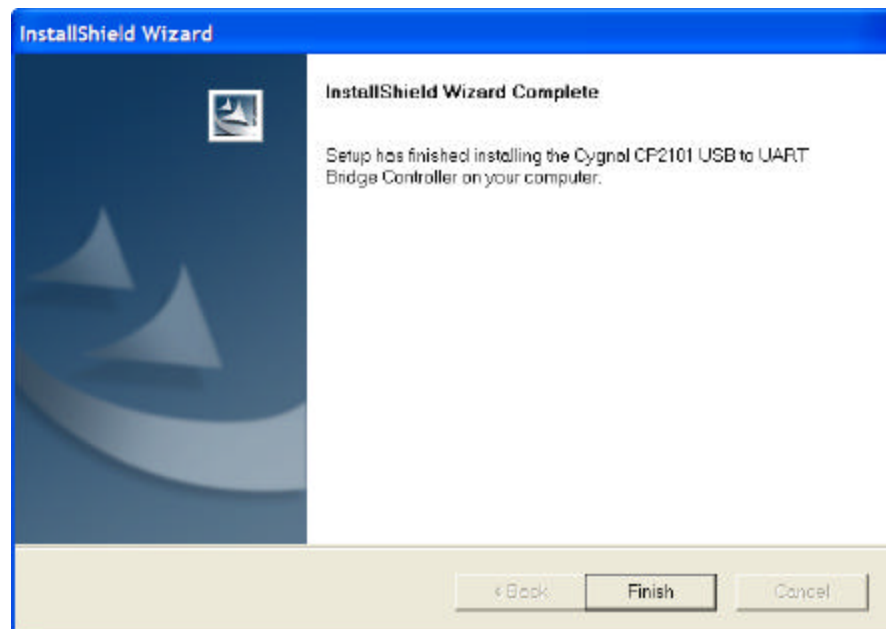 InstallShield Wizard
InstallShield Wizard Complete
Setup has finished installing the Cygnal CP2101 USB to UART
Bridge Controller on your computer.
< Back Finish Cancel